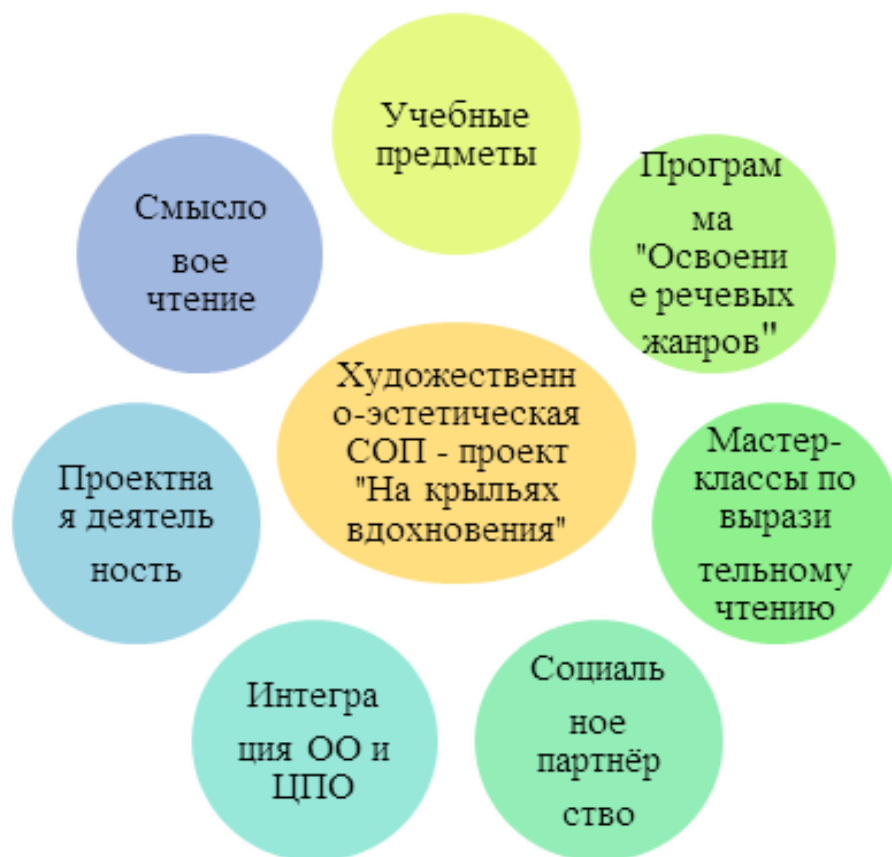 Учебные
предметы
Програм
ма
"Освоени
е речевых
жанров"
Мастер-
классы по
вырази
тельному
чтению
Социаль
ное
партнёр
ство
Интегра
ция ОО и
ЦПО
Проектна
я деятель
ность
Смысло
вое
чтение
Художественн
о-эстетическая
СОП - проект
"На крыльях
вдохновения"